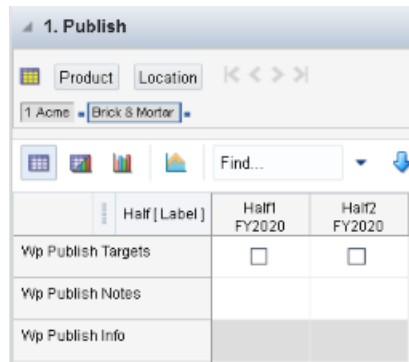 1. Publish
Product Location
1 Acme Brick & Mortar
Find...
Half [ Label ] Half1 FY2020 Half2 FY2020
Wp Publish Targets
Wp Publish Notes
Wp Publish Info